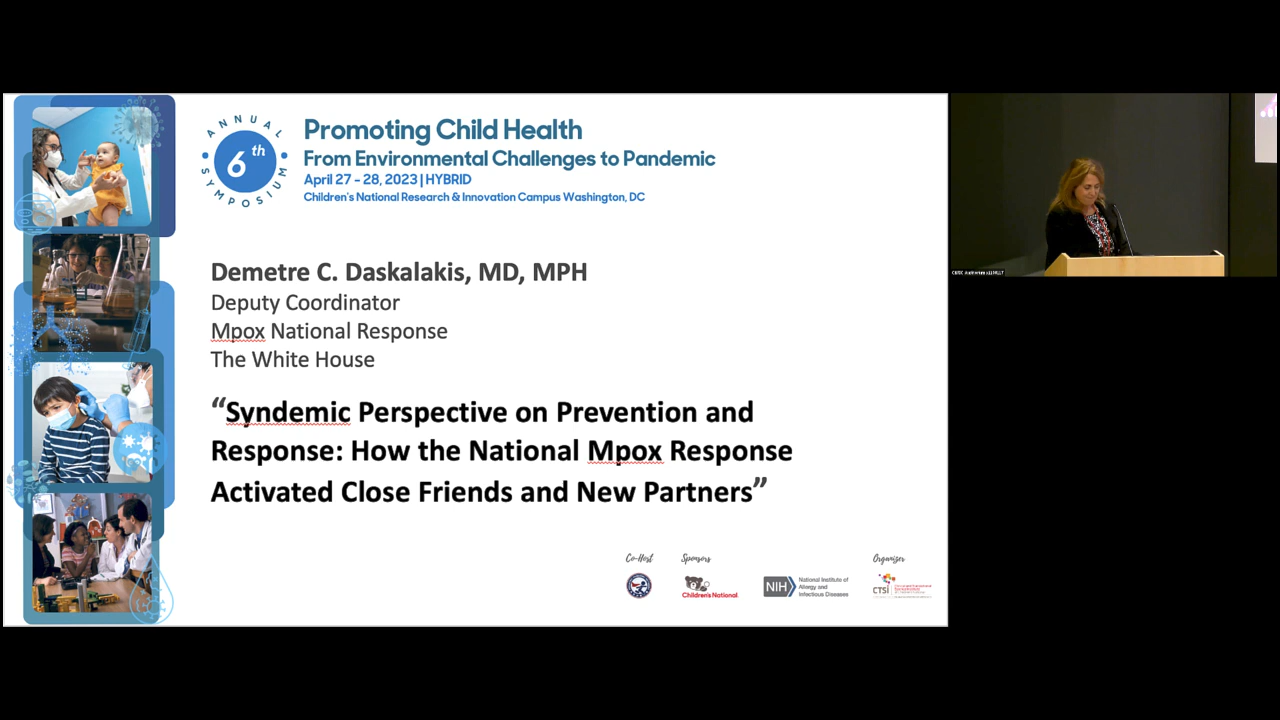 ANNUAL
6th
SYMPOSIUM
Promoting Child Health
From Environmental Challenges to Pandemic
April 27 - 28, 2023 | HYBRID
Children's National Research & Innovation Campus Washington, DC
Demetre C. Daskalakis, MD, MPH
Deputy Coordinator
Mpox National Response
The White House
“Syndemic Perspective on Prevention and
Response: How the National Mpox Response
Activated Close Friends and New Partners”
Co-Host
Sponsors
Organizer
Children's National
NIH
National Institute of
Allergy and
Infectious Diseases
CTSI